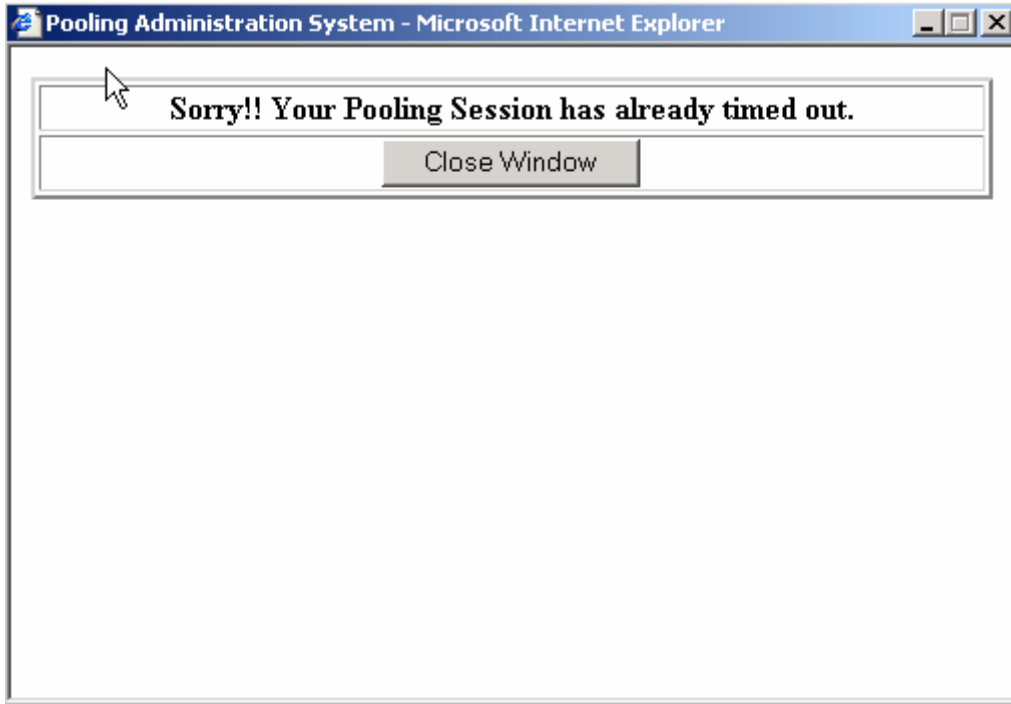 Pooling Administration System - Microsoft Internet Explorer
Sorry!! Your Pooling Session has already timed out.
Close Window